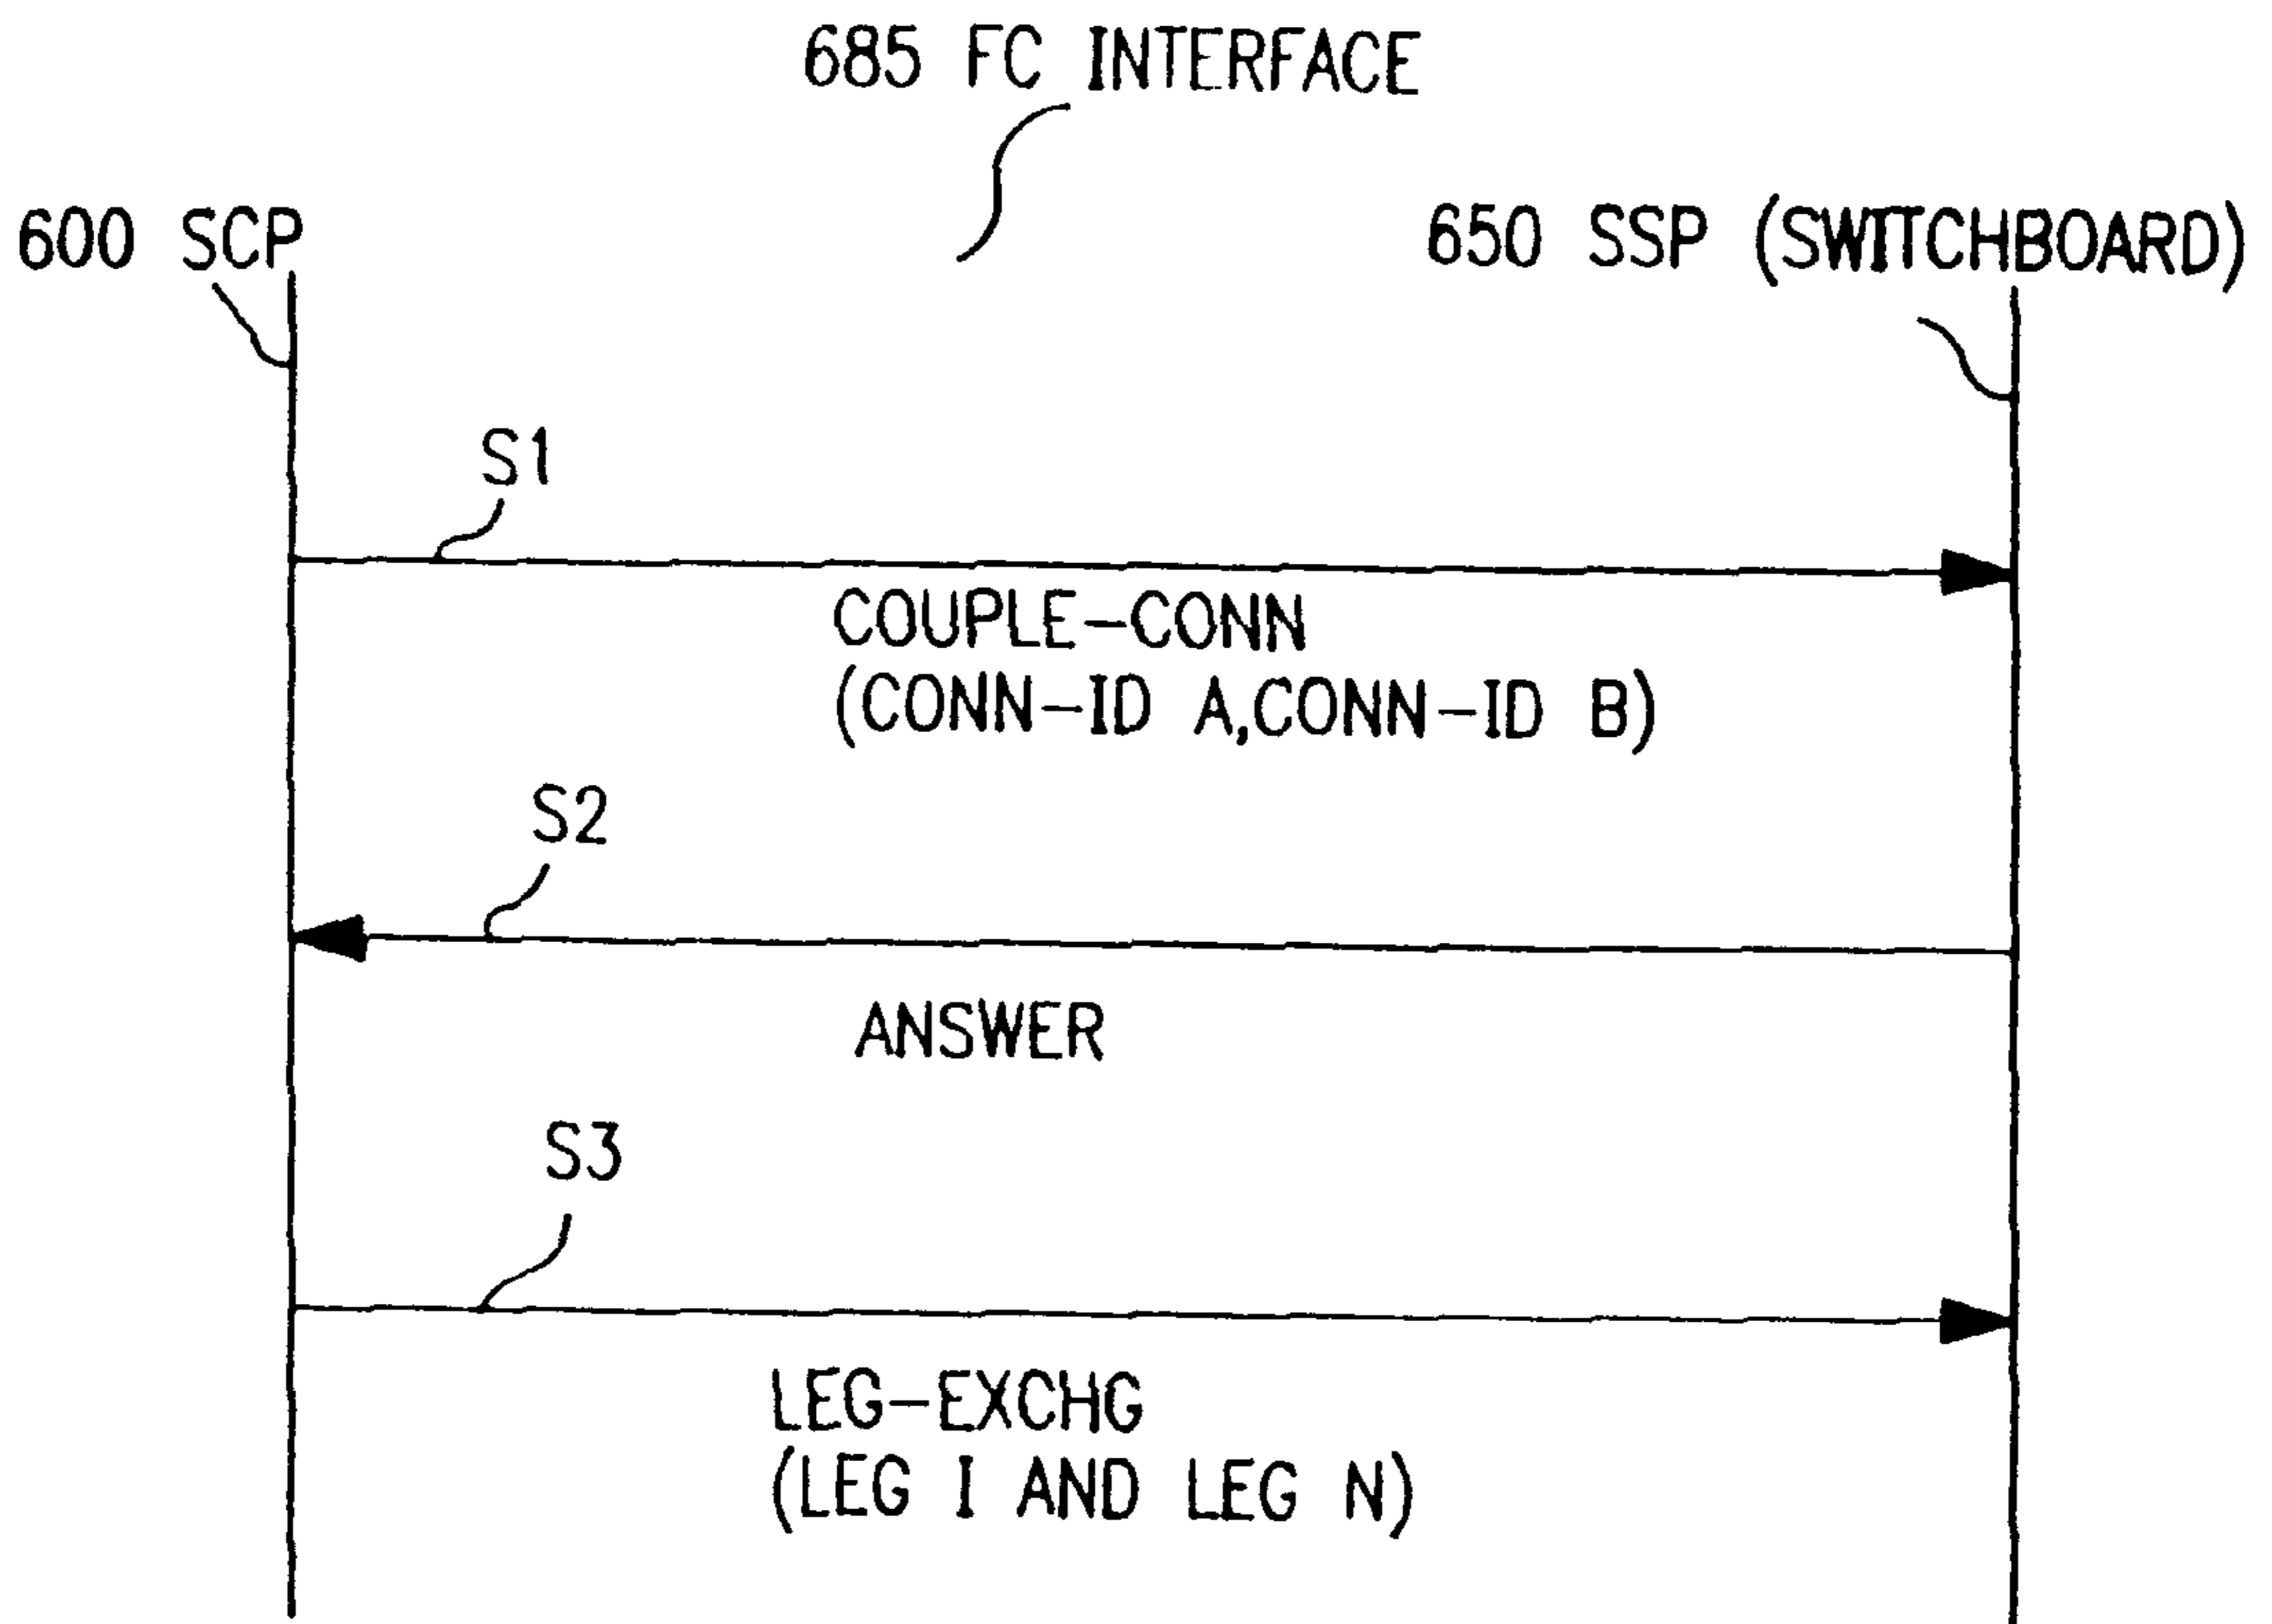 685 FC INTERFACE
600 SCP
650 SSP (SWITCHBOARD)
S1
COUPLE-CONN
(CONN-ID A,CONN-ID B)
S2
ANSWER
S3
LEG-EXCHG
(LEG I AND LEG N)